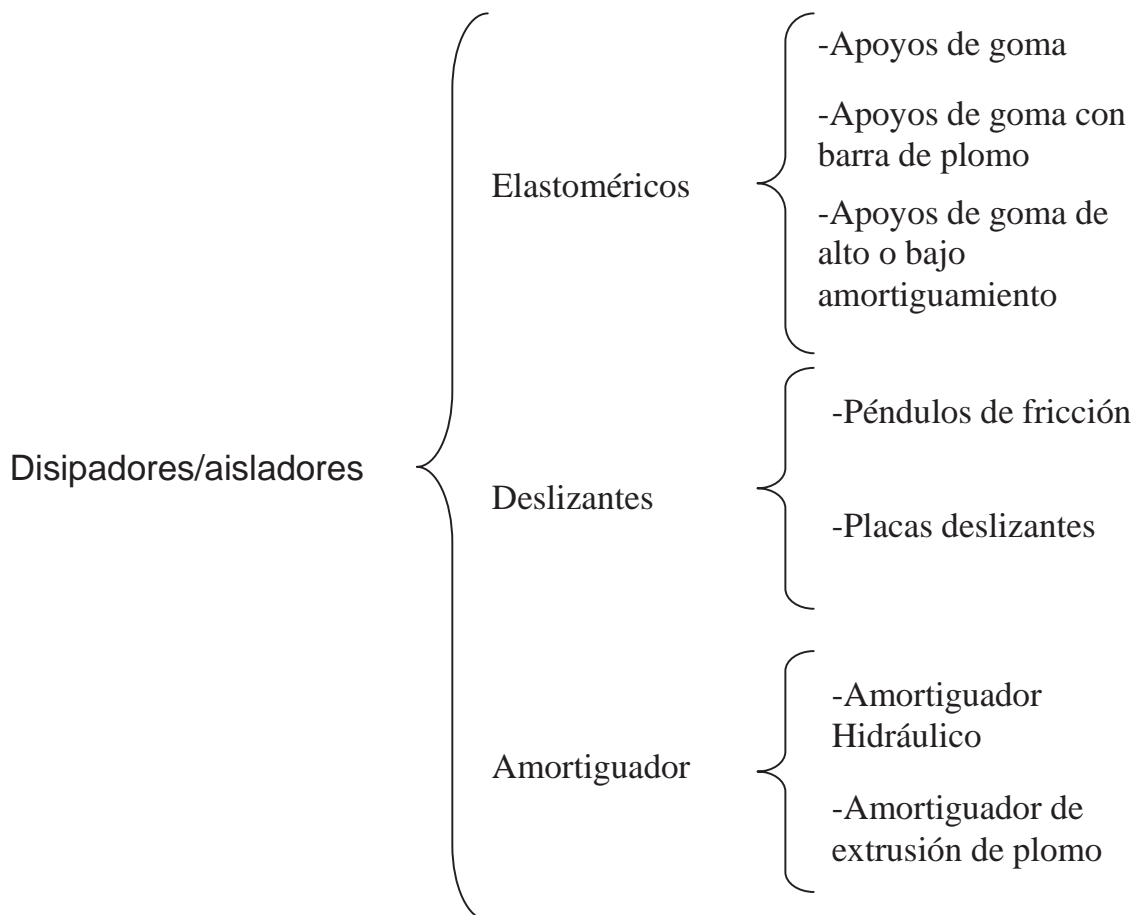 Disipadores/aisladores
Elastoméricos
-Apoyos de goma
-Apoyos de goma con
barra de plomo
-Apoyos de goma de
alto o bajo
amortiguamiento
Deslizantes
-Péndulos de fricción
-Placas deslizantes
Amortiguador
-Amortiguador
Hidráulico
-Amortiguador de
extrusión de plomo